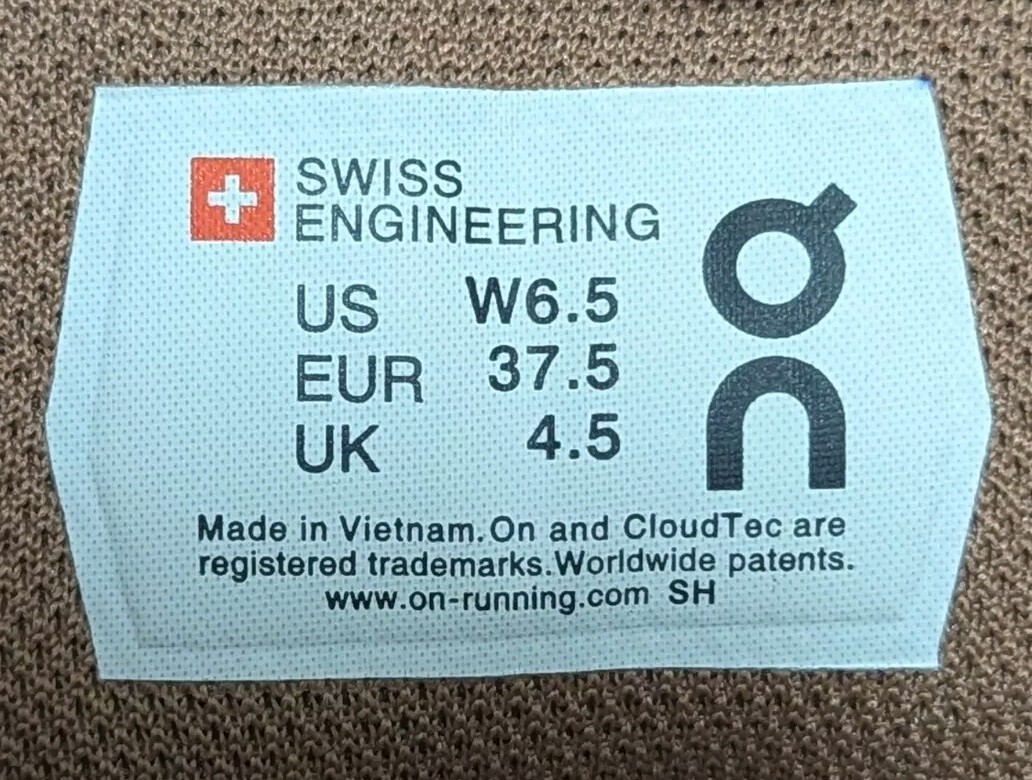 SWISS
ENGINEERING
US W6.5
EUR 37.5
UK 4.5
On
Made in Vietnam.On and CloudTec are
registered trademarks.Worldwide patents.
www.on-running.com SH